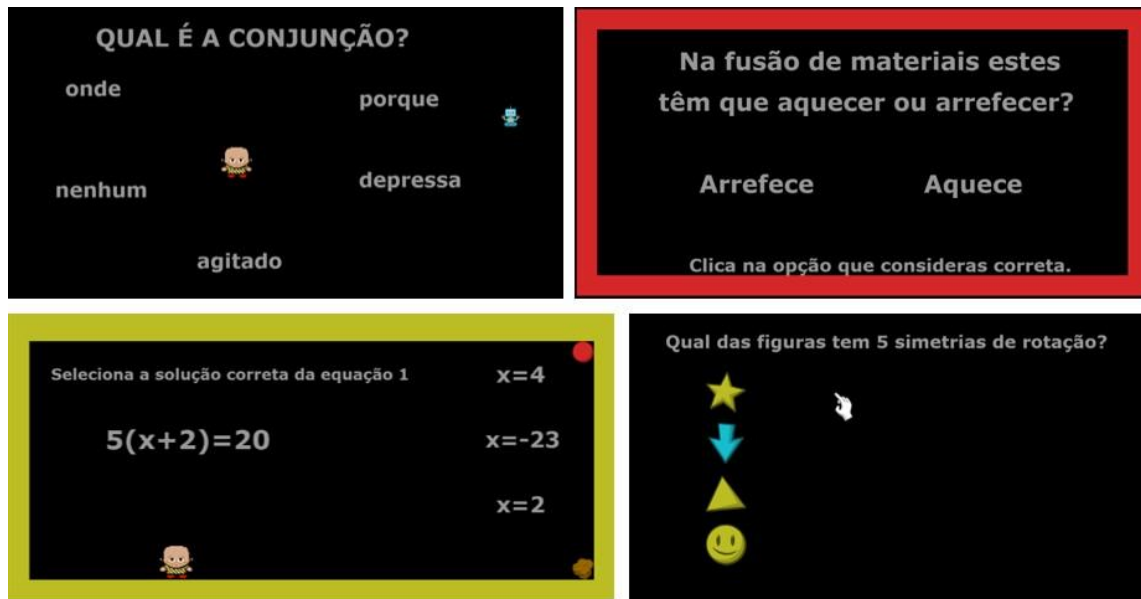 QUAL É A CONJUNÇÃO?
onde
porque
nenhum
depressa
agitado
Na fusão de materiais estes
têm que aquecer ou arrefecer?
Arrefece Aquece
Clica na opção que consideras correta.
Seleciona a solução correta da equação 1
5(x+2)=20
x=4
x=-23
x=2
Qual das figuras tem 5 simetrias de rotação?